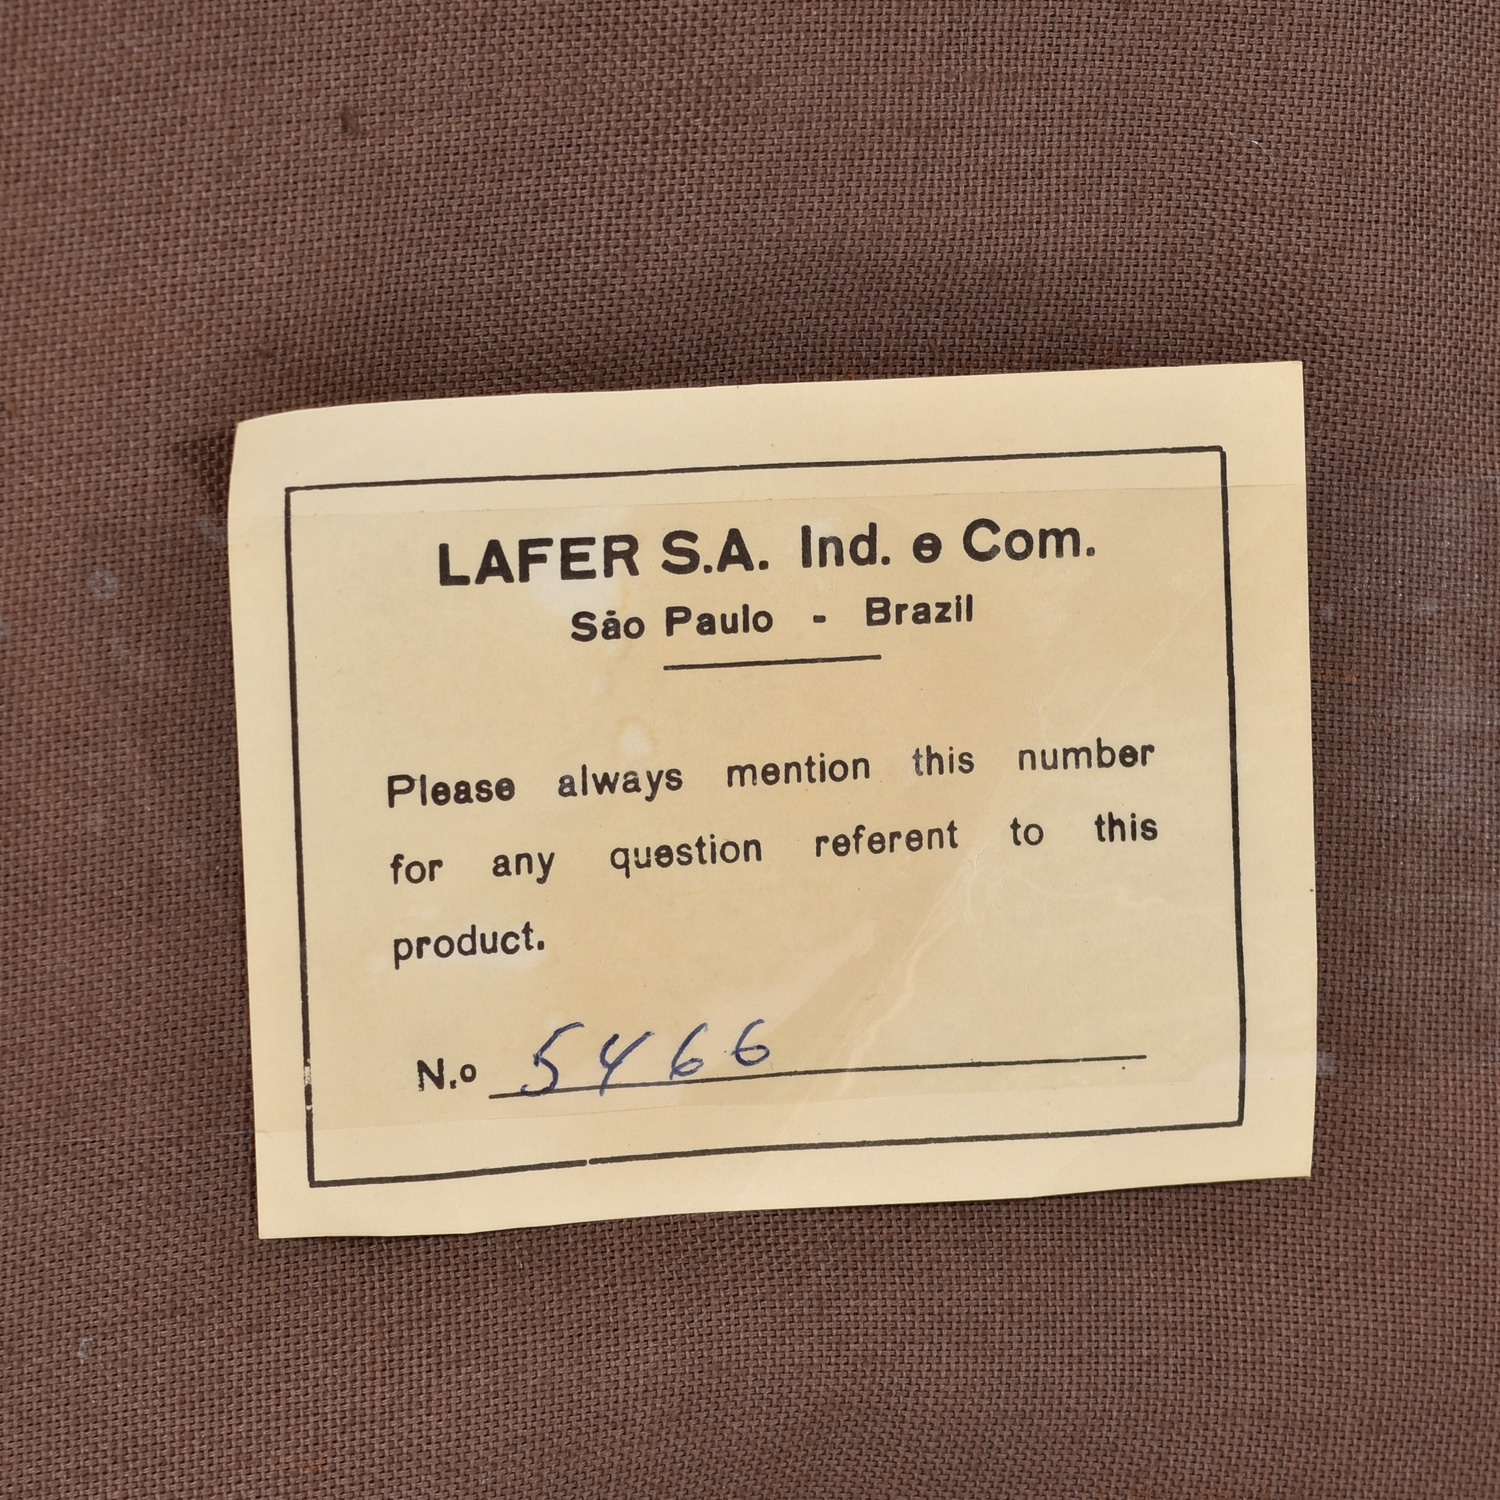 LAFER S.A. Ind. e Com.
São Paulo - Brazil
Please always mention this number
for any question referent to this
product.
N.o 5466